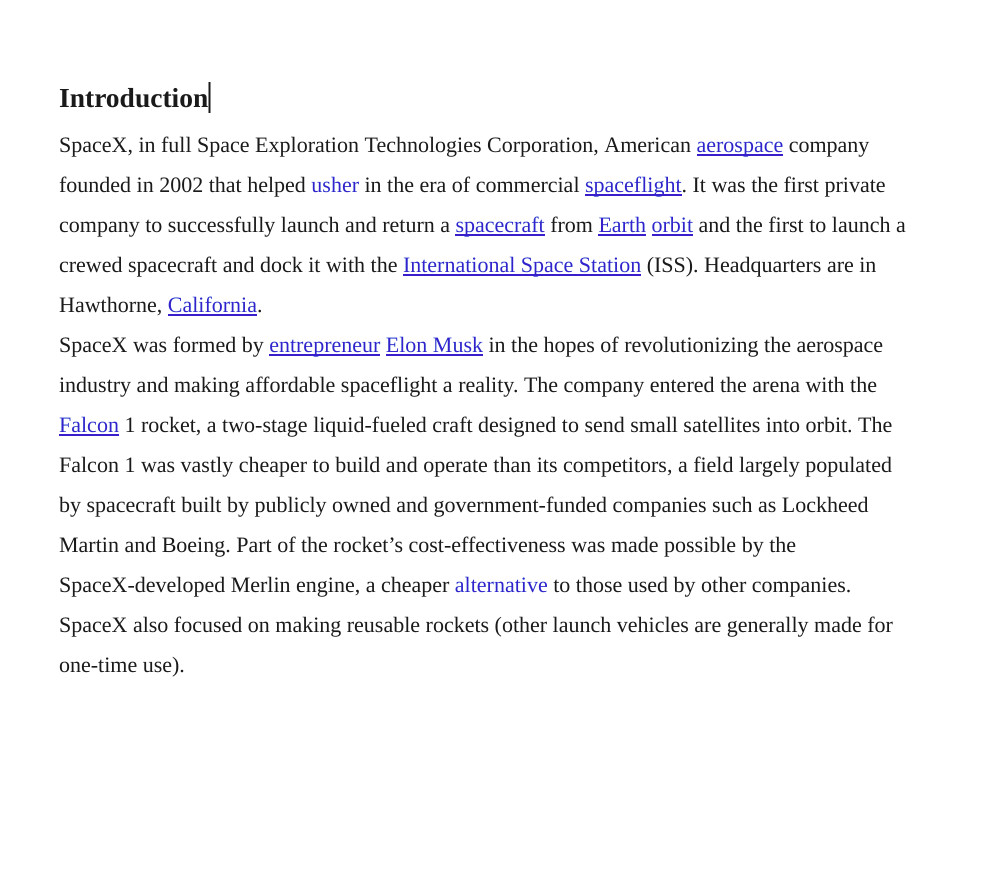 Introduction
SpaceX, in full Space Exploration Technologies Corporation, American aerospace company
founded in 2002 that helped usher in the era of commercial spaceflight. It was the first private
company to successfully launch and return a spacecraft from Earth orbit and the first to launch a
crewed spacecraft and dock it with the International Space Station (ISS). Headquarters are in
Hawthorne, California.
SpaceX was formed by entrepreneur Elon Musk in the hopes of revolutionizing the aerospace
industry and making affordable spaceflight a reality. The company entered the arena with the
Falcon 1 rocket, a two-stage liquid-fueled craft designed to send small satellites into orbit. The
Falcon 1 was vastly cheaper to build and operate than its competitors, a field largely populated
by spacecraft built by publicly owned and government-funded companies such as Lockheed
Martin and Boeing. Part of the rocket’s cost-effectiveness was made possible by the
SpaceX-developed Merlin engine, a cheaper alternative to those used by other companies.
SpaceX also focused on making reusable rockets (other launch vehicles are generally made for
one-time use).